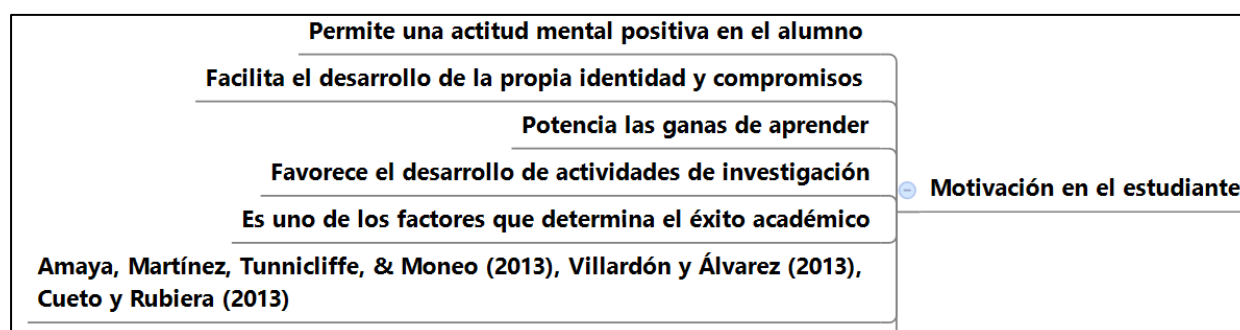 Permite una actitud mental positiva en el alumno
Facilita el desarrollo de la propia identidad y compromisos
Potencia las ganas de aprender
Favorece el desarrollo de actividades de investigación
Motivación en el estudiante
Es uno de los factores que determina el éxito académico
Amaya, Martínez, Tunnicliffe, & Moneo (2013), Villardón y Álvarez (2013),
Cueto y Rubiera (2013)